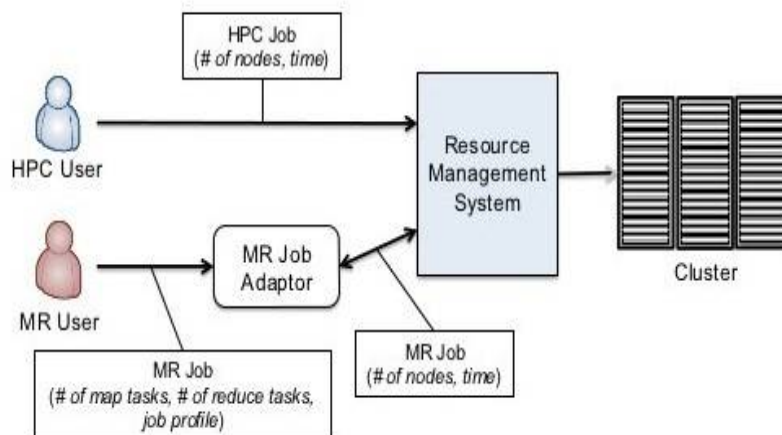 HPC Job
(# of nodes, time)
HPC User
Resource
Management
System
Cluster
MR Job
Adaptor
MR User
MR Job
(# of map tasks, # of reduce tasks,
job profile)
MR Job
(# of nodes, time)